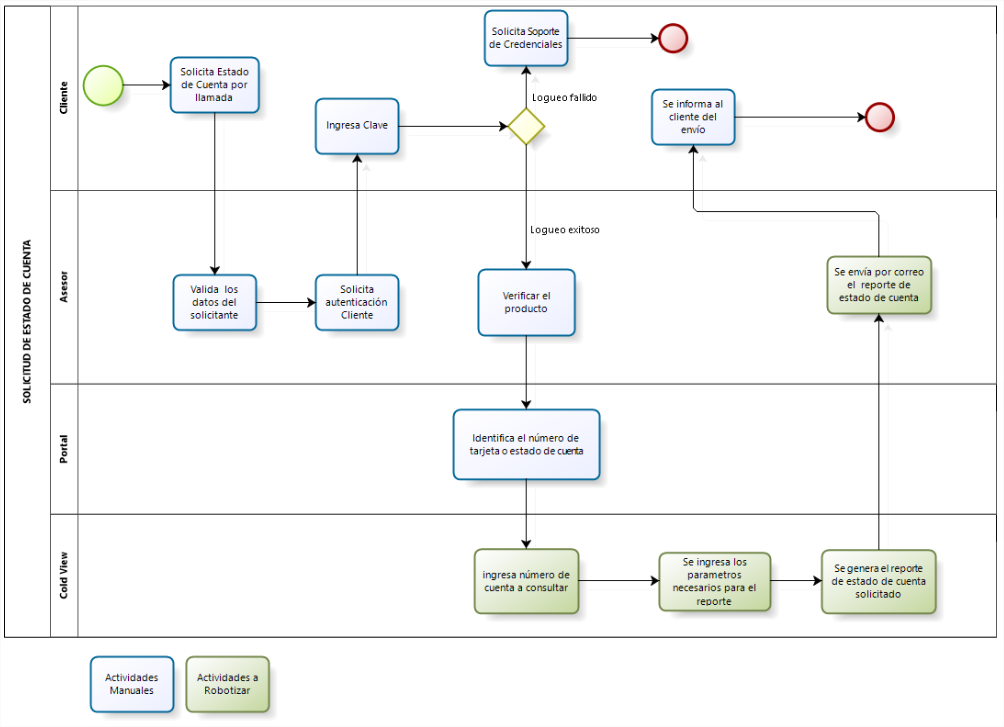 SOLICITUD DE ESTADO DE CUENTA
Cliente
Solicita Estado
de Cuenta por
llamada
Ingresa Clave
Solicita Soporte
de Credenciales
Logueo fallido
Se informa al
cliente del
envío
Asesor
Valida los
datos del
solicitante
Solicita
autenticación
Cliente
Logueo exitoso
Verificar el
producto
Se envía por correo
el reporte de
estado de cuenta
Portal
Identifica el número de
tarjeta o estado de cuenta
Cold View
ingresa número de
cuenta a consultar
Se ingresa los
parametros
necesarios para el
reporte
Se genera el reporte
de estado de cuenta
solicitado
Actividades
Manuales
Actividades a
Robotizar